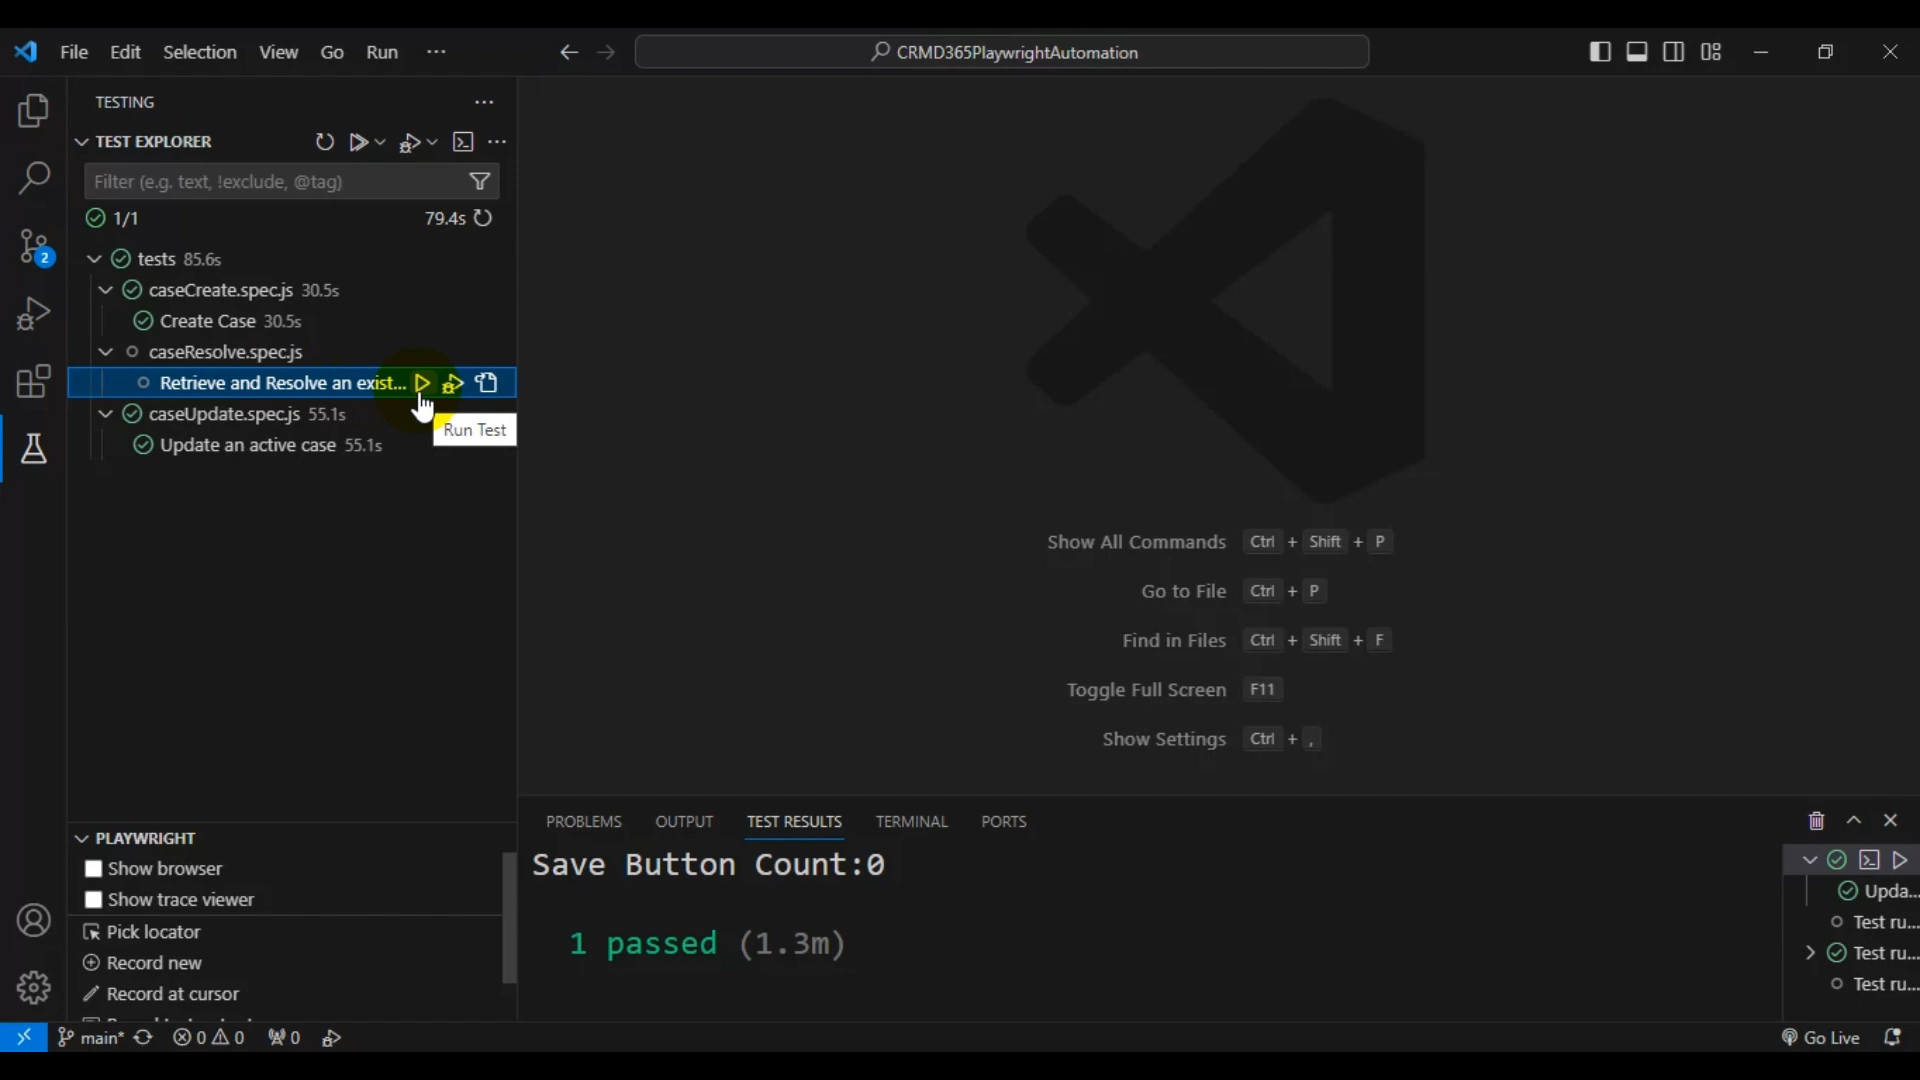 File Edit Selection View Go Run ···
CRMD365PlaywrightAutomation
TESTING
TEST EXPLORER
Filter (e.g. text, !exclude, @tag)
1/1 79.4s
tests 85.6s
caseCreate.spec.js 30.5s
Create Case 30.5s
caseResolve.spec.js
Retrieve and Resolve an exist...
caseUpdate.spec.js 55.1s
Run Test
Update an active case 55.1s
2
Show All Commands Ctrl + Shift + P
Go to File Ctrl + P
Find in Files Ctrl + Shift + F
Toggle Full Screen F11
Show Settings Ctrl + ,
PLAYWRIGHT
Show browser
Show trace viewer
Pick locator
Record new
Record at cursor
PROBLEMS OUTPUT TEST RESULTS TERMINAL PORTS
Save Button Count:0
1 passed (1.3m)
Upda...
Test ru...
Test ru...
Test ru...
main* 0 0 0
Go Live